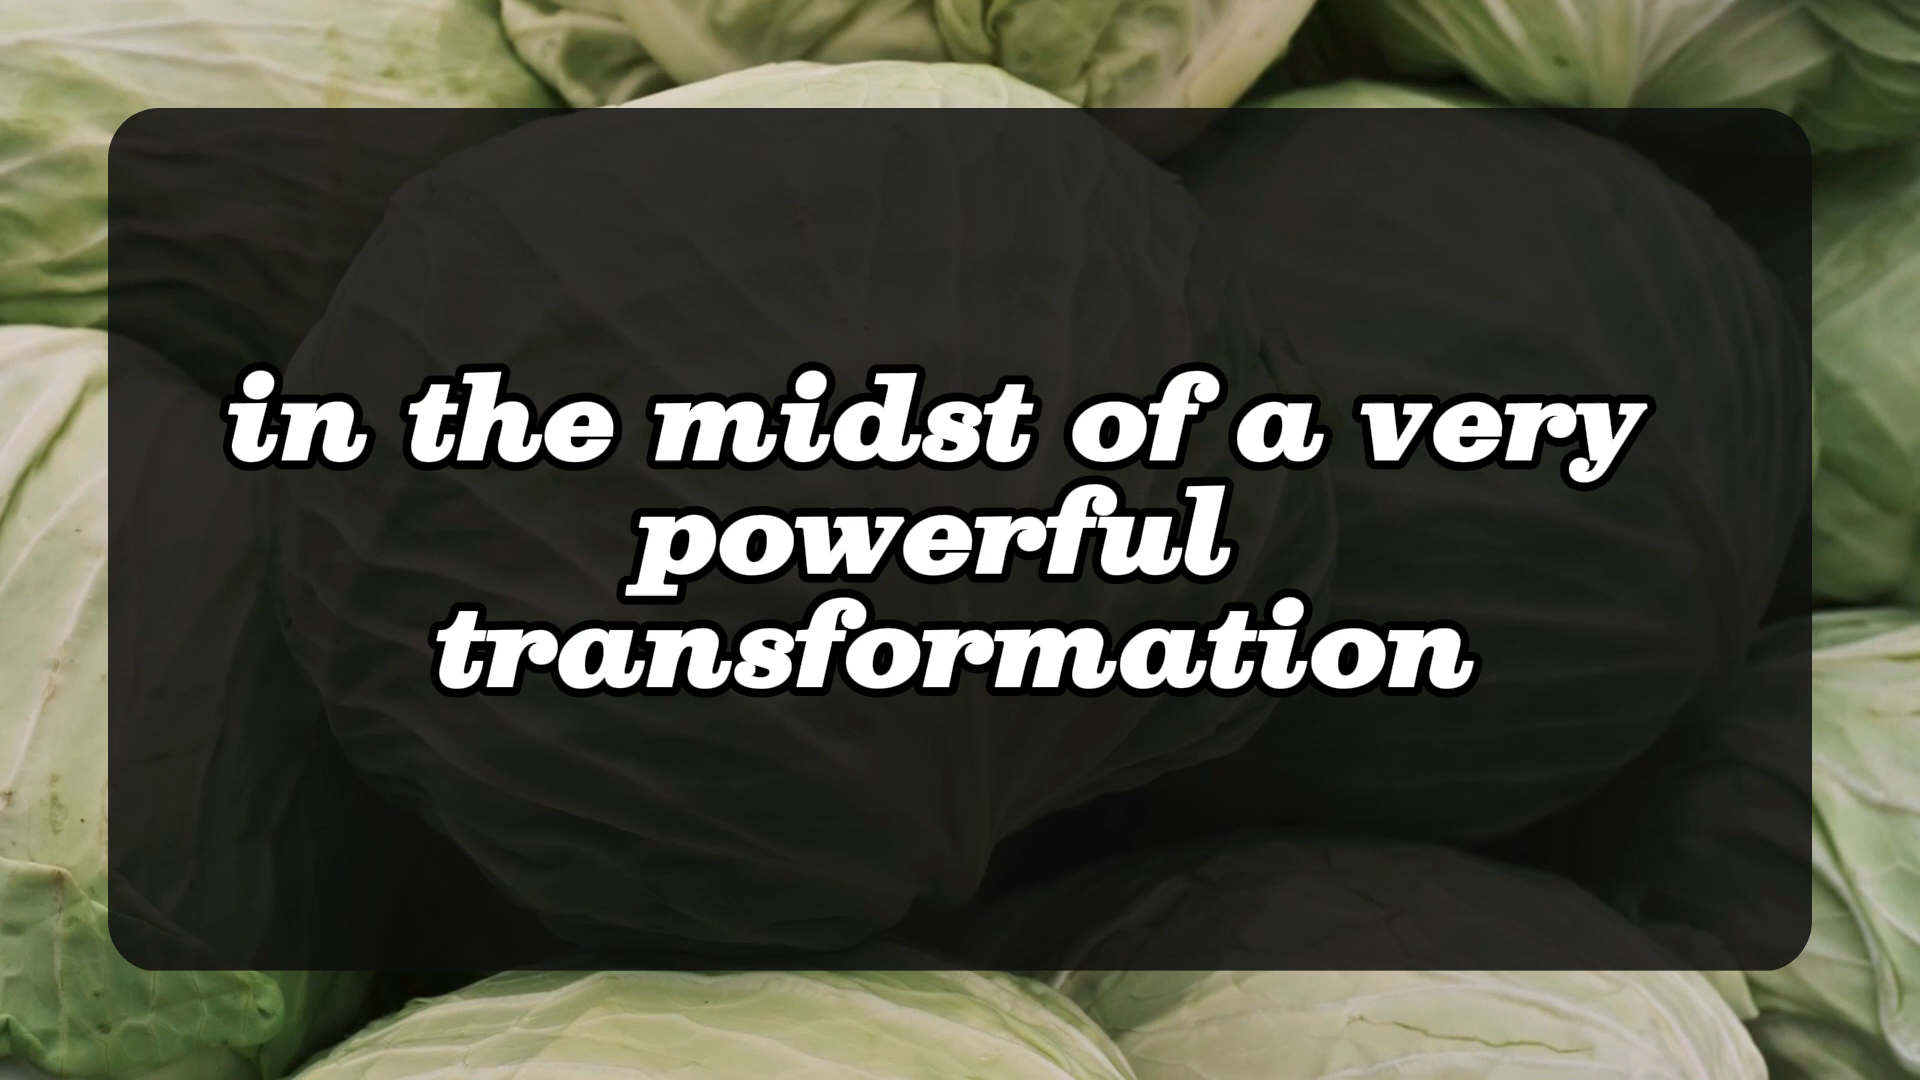 in the midst of a very
powerful
transformation